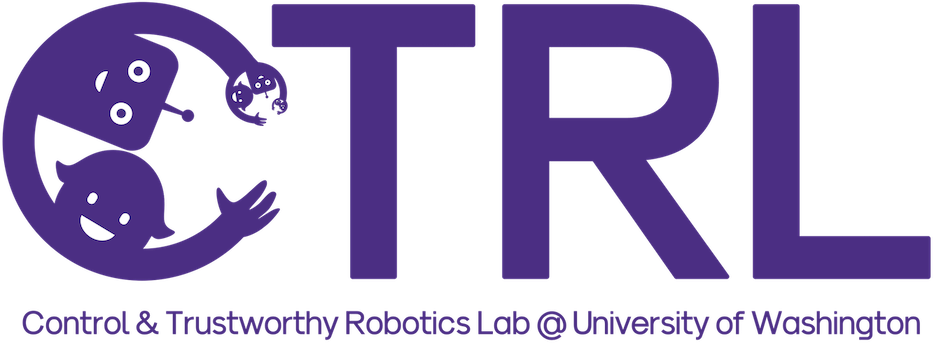 CTRL
Control & Trustworthy Robotics Lab @ University of Washington